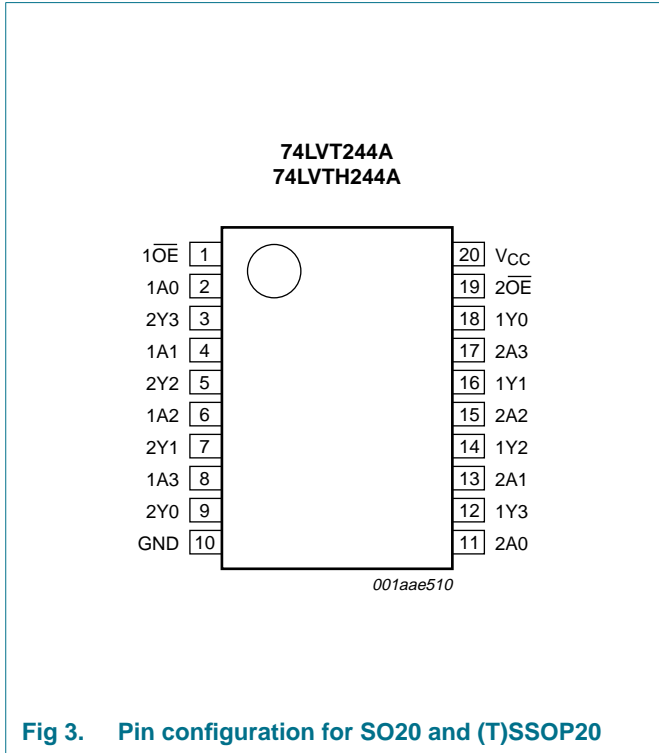 74LVT244A
74LVTH244A
1O̅E̅ 1 20 VCC
1A0 2 19 2O̅E̅
2Y3 3 18 1Y0
1A1 4 17 2A3
2Y2 5 16 1Y1
1A2 6 15 2A2
2Y1 7 14 1Y2
1A3 8 13 2A1
2Y0 9 12 1Y3
GND 10 11 2A0
001aae510
Fig 3. Pin configuration for SO20 and (T)SSOP20